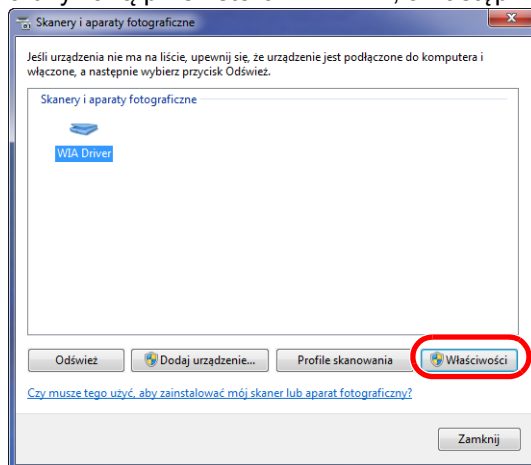 Skanery i aparaty fotograficzne
Jeśli urządzenia nie ma na liście, upewnij się, że urządzenie jest podłączone do komputera i
włączone, a następnie wybierz przycisk Odśwież.
Skanery i aparaty fotograficzne
WIA Driver
Odśwież Dodaj urządzenie... Profile skanowania Właściwości
Czy musze tego użyć, aby zainstalować mój skaner lub aparat fotograficzny?
Zamknij